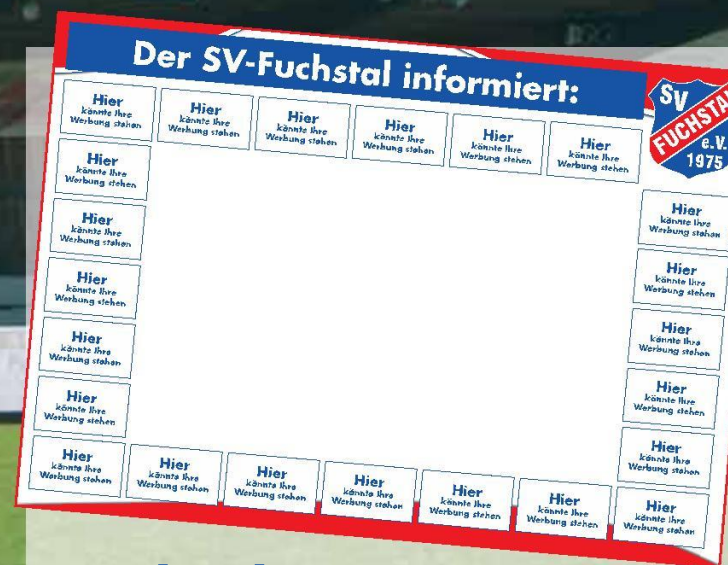 Der SV-Fuchstal informiert:
SV
FUCHSTAL
e.V.
1975
Hier
könnte Ihre
Werbung stehen
Hier
könnte Ihre
Werbung stehen
Hier
könnte Ihre
Werbung stehen
Hier
könnte Ihre
Werbung stehen
Hier
könnte Ihre
Werbung stehen
Hier
könnte Ihre
Werbung stehen
Hier
könnte Ihre
Werbung stehen
Hier
könnte Ihre
Werbung stehen
Hier
könnte Ihre
Werbung stehen
Hier
könnte Ihre
Werbung stehen
Hier
könnte Ihre
Werbung stehen
Hier
könnte Ihre
Werbung stehen
Hier
könnte Ihre
Werbung stehen
Hier
könnte Ihre
Werbung stehen
Hier
könnte Ihre
Werbung stehen
Hier
könnte Ihre
Werbung stehen
Hier
könnte Ihre
Werbung stehen
Hier
könnte Ihre
Werbung stehen
Hier
könnte Ihre
Werbung stehen
Hier
könnte Ihre
Werbung stehen
Hier
könnte Ihre
Werbung stehen
Hier
könnte Ihre
Werbung stehen
Hier
könnte Ihre
Werbung stehen